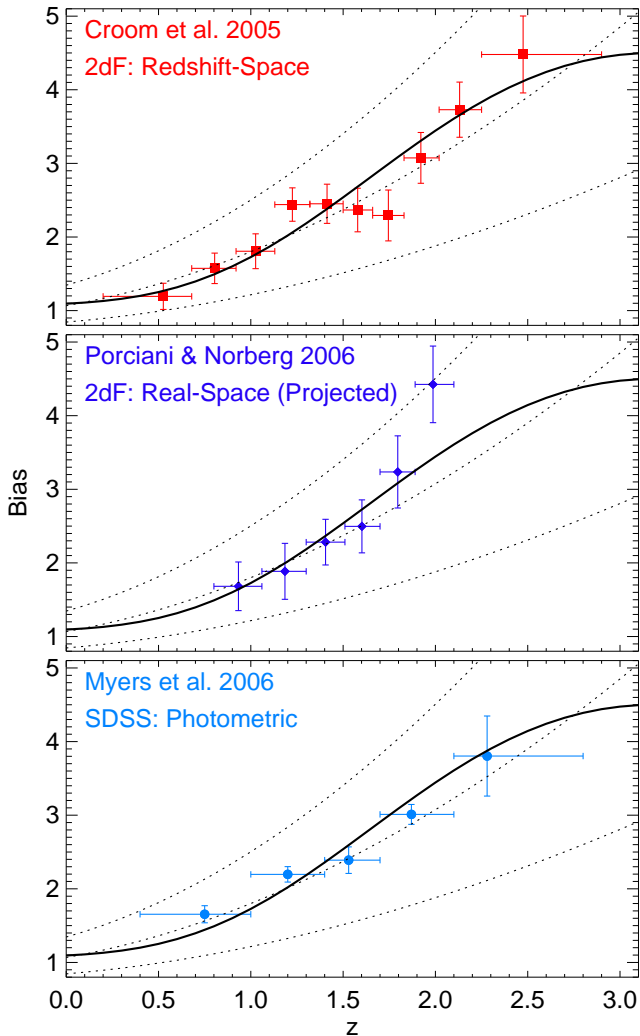 Croom et al. 2005
2dF: Redshift-Space
5
4
3
2
1
Porciani & Norberg 2006
2dF: Real-Space (Projected)
5
4
3
2
1
Bias
Myers et al. 2006
SDSS: Photometric
5
4
3
2
1
0.0 0.5 1.0 1.5 2.0 2.5 3.0
z